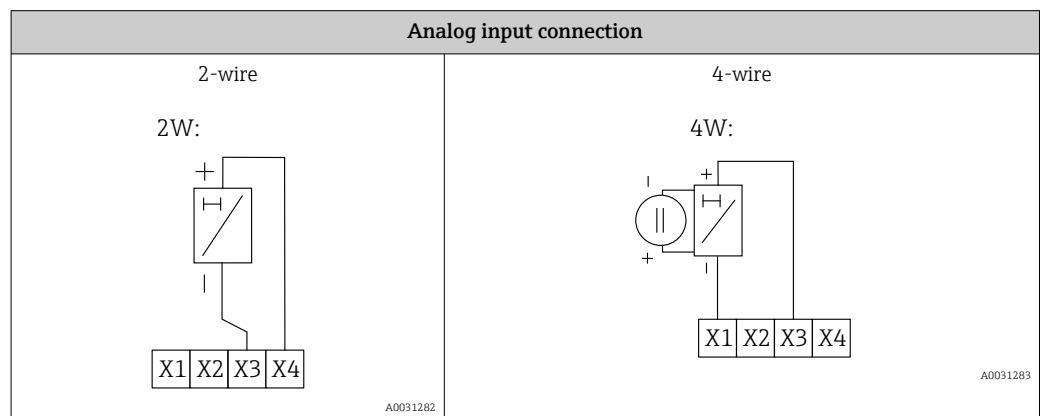 Analog input connection
2-wire
2W:
+
−
X1 X2 X3 X4
A0031282
4-wire
4W:
− +
+ −
X1 X2 X3 X4
A0031283